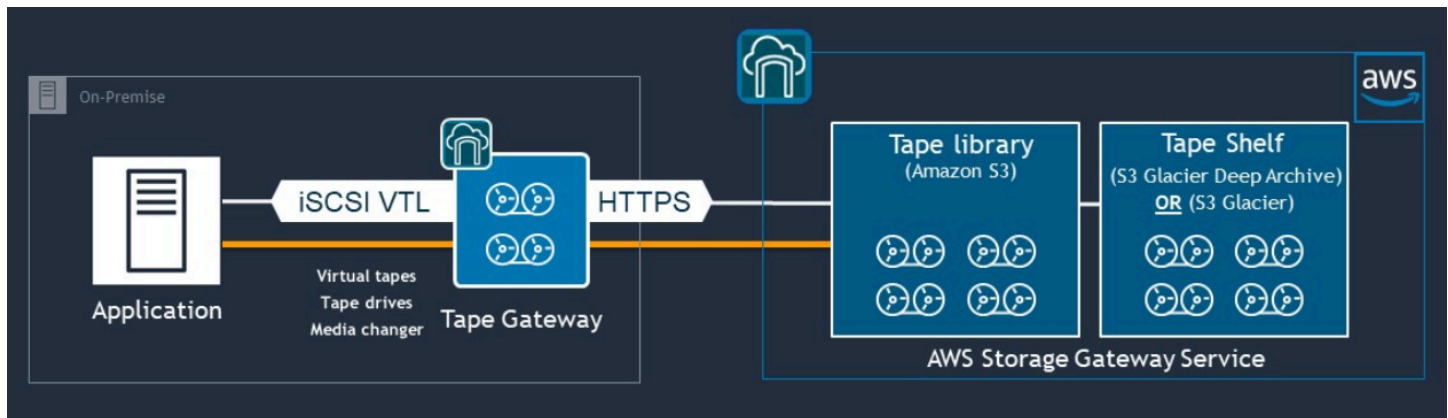 On-Premise
Application
iSCSI VTL
Virtual tapes
Tape drives
Media changer
Tape Gateway
HTTPS
aws
Tape library
(Amazon S3)
Tape Shelf
(S3 Glacier Deep Archive)
OR (S3 Glacier)
AWS Storage Gateway Service